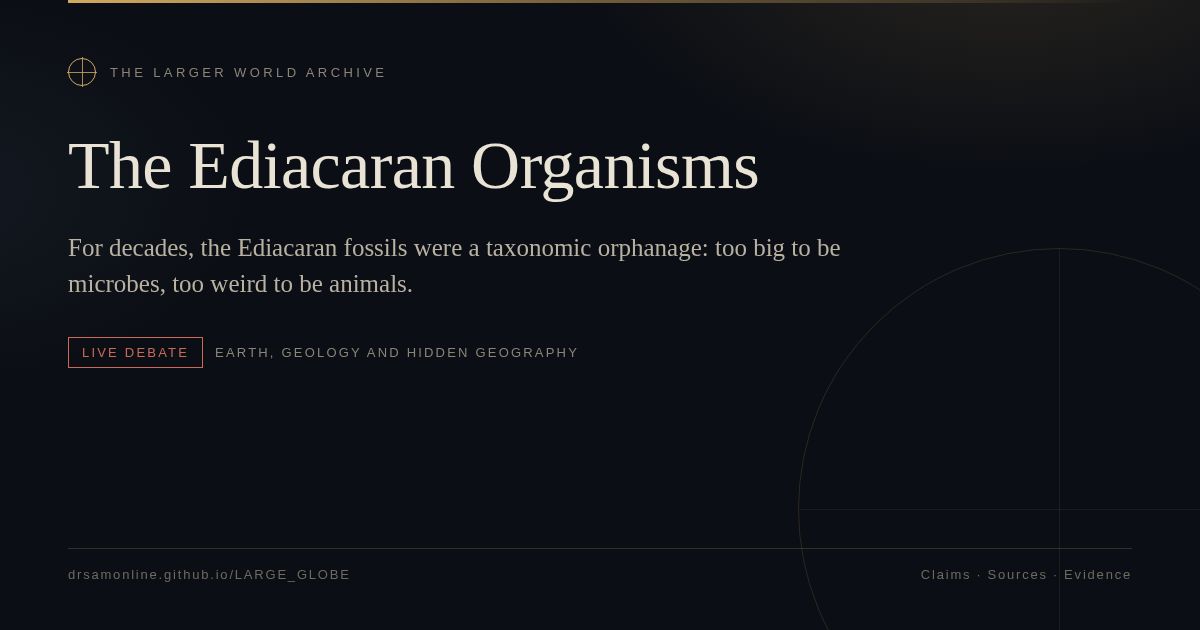 THE LARGER WORLD ARCHIVE
The Ediacaran Organisms
For decades, the Ediacaran fossils were a taxonomic orphanage: too big to be
microbes, too weird to be animals.
LIVE DEBATE EARTH, GEOLOGY AND HIDDEN GEOGRAPHY
drsamonline.github.io/LARGE_GLOBE
Claims · Sources · Evidence